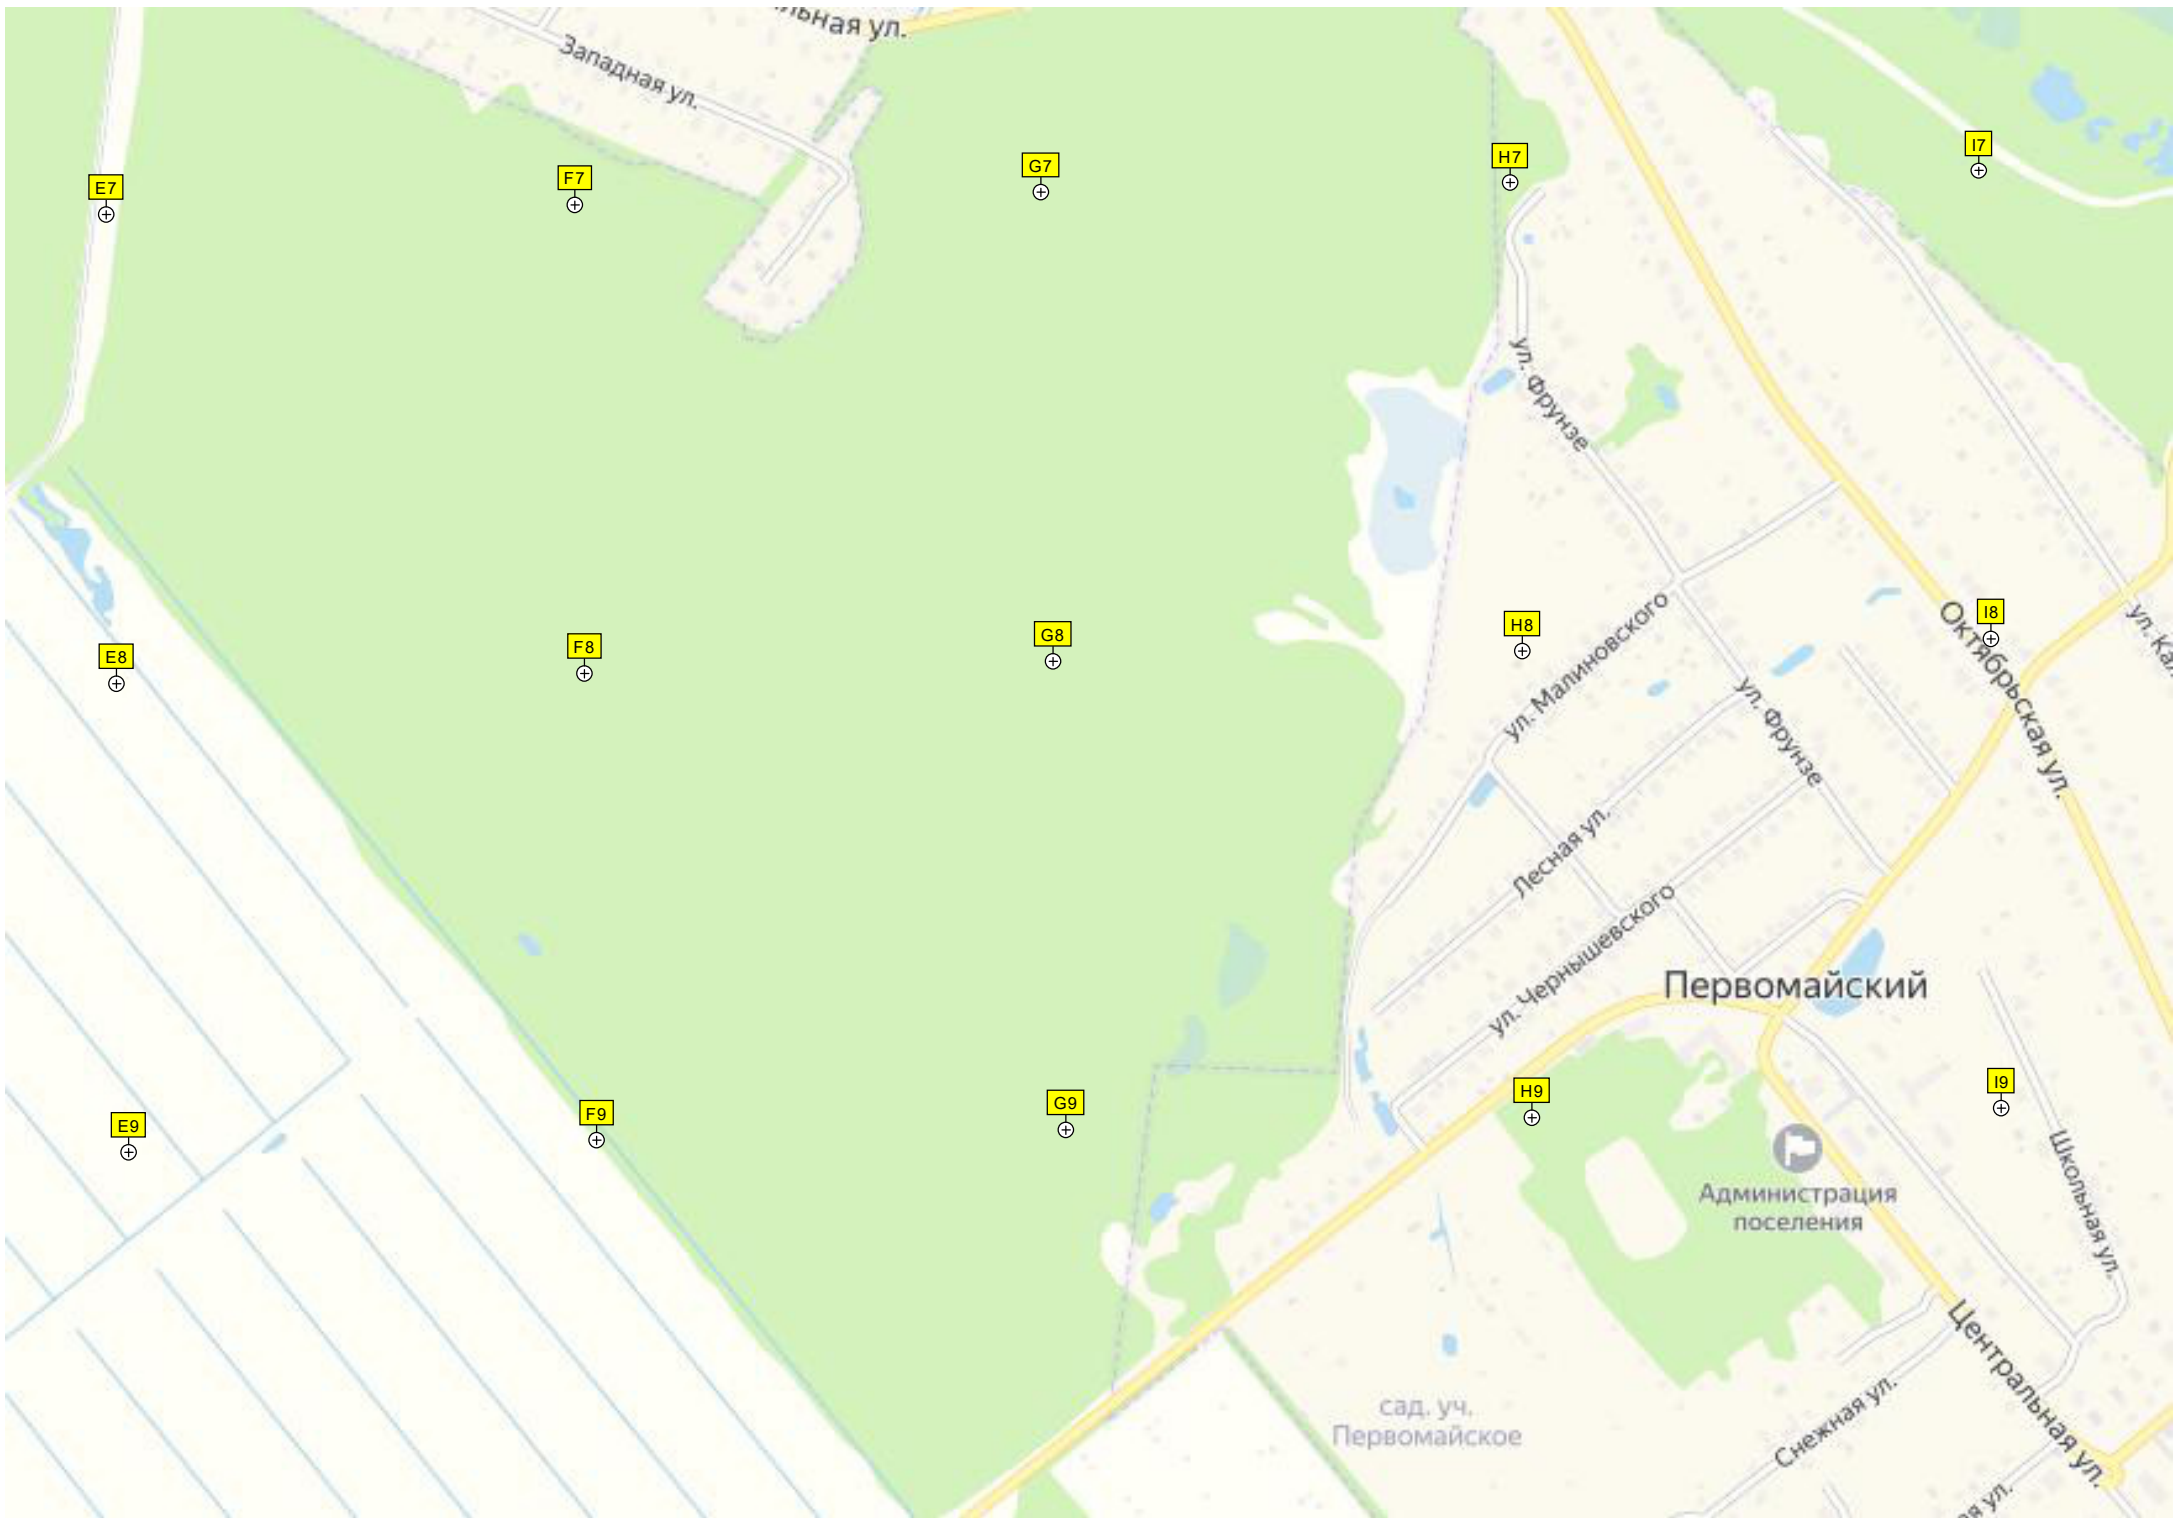 льная ул.
Западная ул.
I7
H7
G7
F7
E7
ул. Фрунзе
ул. Малиновского
I8
H8
G8
F8
E8
Октябрьская ул.
ул. Фрунзе
Лесная ул.
ул. Чернышевского
Первомайский
I9
H9
G9
F9
E9
Школьная ул.
Администрация
поселения
Центральная ул.
Снежная ул.
сад. уч.
Первомайское